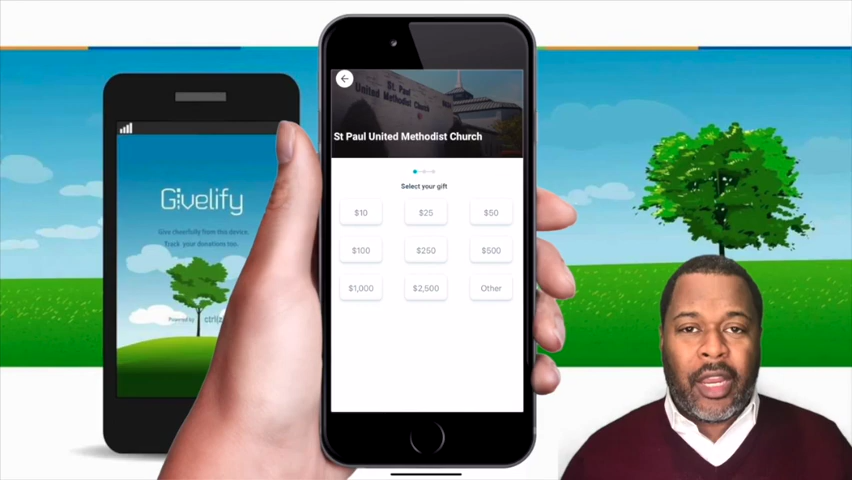 Givelify
Give cheerfully from this device.
Track your donations too.
Powered by
St. Paul
United Methodist Church
St Paul United Methodist Church
Select your gift
$10
$25
$50
$100
$250
$500
$1,000
$2,500
Other